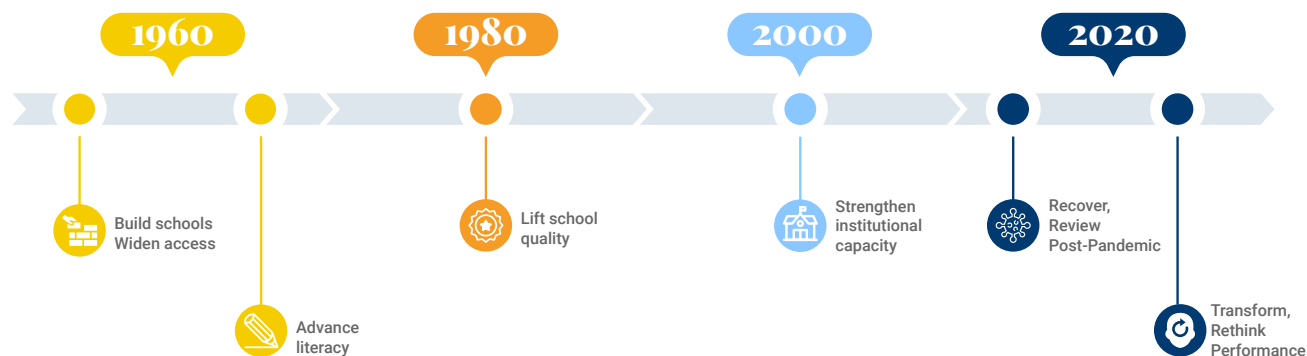 1960
1980
2000
2020
Build schools
Widen access
Advance
literacy
Lift school
quality
Strengthen
institutional
capacity
Recover,
Review
Post-Pandemic
Transform,
Rethink
Performance